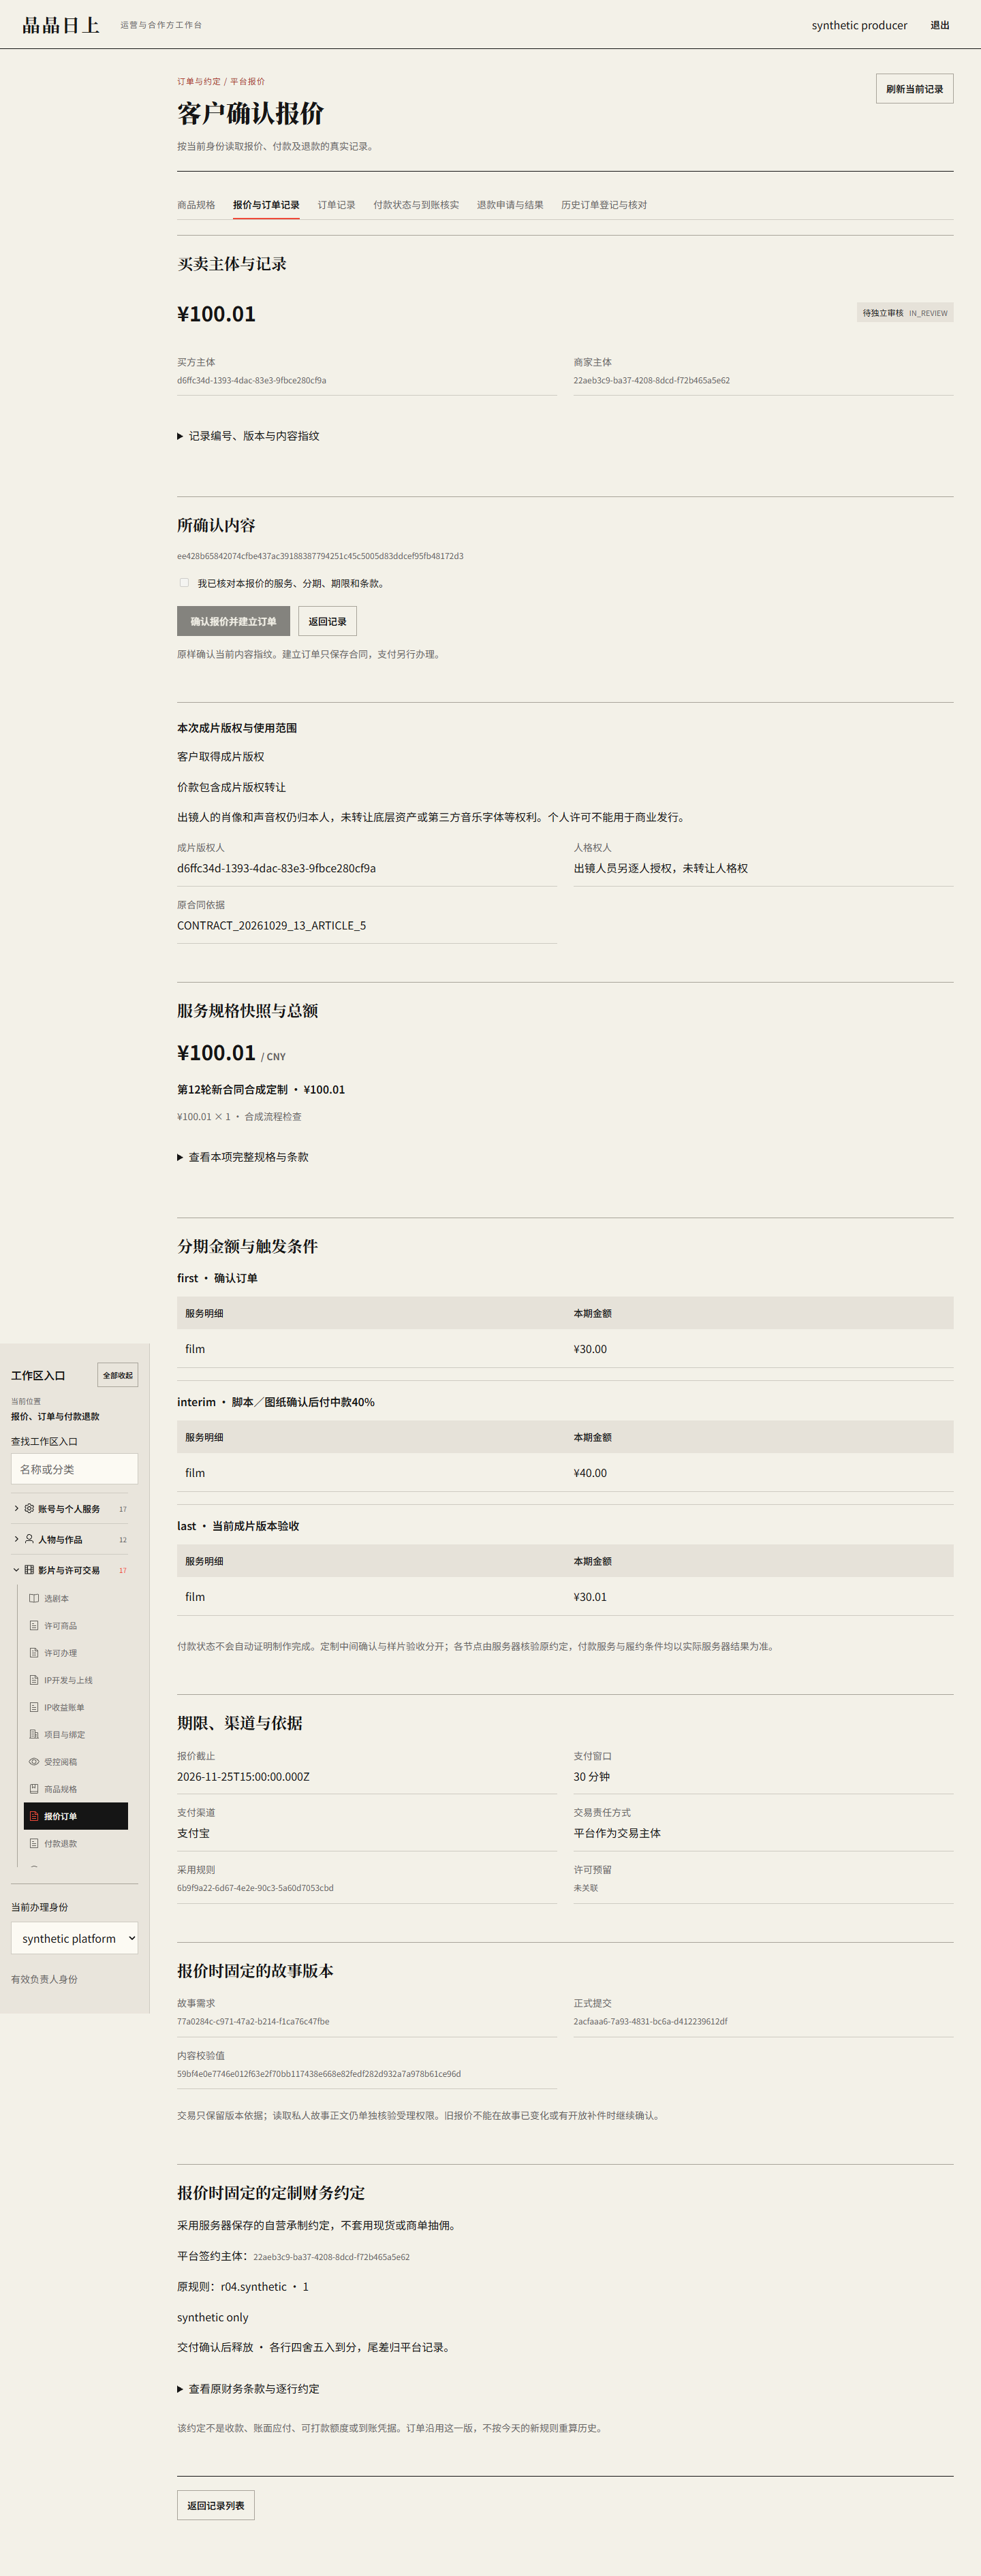 晶晶日上
运营与合作方工作台
synthetic producer
退出
订单与约定 / 平台报价
客户确认报价
刷新当前记录
按当前身份读取报价、付款及退款的真实记录。
商品规格 报价与订单记录 订单记录 付款状态与到账核实 退款申请与结果 历史订单登记与核对
买卖主体与记录
¥100.01
待独立审核 IN_REVIEW
买方主体
d6ffc34d-1393-4dac-83e3-9fbce280cf9a
商家主体
22aeb3c9-ba37-4208-8dcd-f72b465a5e62
▶ 记录编号、版本与内容指纹
所确认内容
ee428b65842074cfbe437ac39188387794251c45c5005d83ddcef95fb48172d3
我已核对本报价的服务、分期、期限和条款。
确认报价并建立订单
返回记录
原样确认当前内容指纹。建立订单只保存合同，支付另行办理。
本次成片版权与使用范围
客户取得成片版权
价款包含成片版权转让
出镜人的肖像和声音权仍归本人，未转让底层资产或第三方音乐字体等权利。个人许可不能用于商业发行。
成片版权人
d6ffc34d-1393-4dac-83e3-9fbce280cf9a
人格权人
出镜人员另逐人授权，未转让人格权
原合同依据
CONTRACT_20261029_13_ARTICLE_5
服务规格快照与总额
¥100.01 / CNY
第12轮新合同合成定制 · ¥100.01
¥100.01 × 1 · 合成流程检查
▶ 查看本项完整规格与条款
分期金额与触发条件
first · 确认订单
服务明细 本期金额
film ¥30.00
interim · 脚本／图纸确认后付中款40%
服务明细 本期金额
film ¥40.00
last · 当前成片版本验收
服务明细 本期金额
film ¥30.01
付款状态不会自动证明制作完成。定制中间确认与样片验收分开；各节点由服务器核验原约定，付款服务与履约条件均以实际服务器结果为准。
期限、渠道与依据
报价截止
2026-11-25T15:00:00.000Z
支付窗口
30 分钟
支付渠道
支付宝
交易责任方式
平台作为交易主体
采用规则
6b9f9a22-6d67-4e2e-90c3-5a60d7053cbd
许可预留
未关联
报价时固定的故事版本
故事需求
77a0284c-c971-47a2-b214-f1ca76c47fbe
正式提交
2acfaaa6-7a93-4831-bc6a-d412239612df
内容校验值
59bf4e0e7746e012f63e2f70bb117438e668e82fedf282d932a7a978b61ce96d
交易只保留版本依据；读取私人故事正文仍单独核验受理权限。旧报价不能在故事已变化或有开放补件时继续确认。
报价时固定的定制财务约定
采用服务器保存的自营承制约定，不套用现货或商单抽佣。
平台签约主体：22aeb3c9-ba37-4208-8dcd-f72b465a5e62
原规则：r04.synthetic · 1
synthetic only
交付确认后释放 · 各行四舍五入到分，尾差归平台记录。
▶ 查看原财务条款与逐行约定
该约定不是收款、账面应付、可打款额度或到账凭据。订单沿用这一版，不按今天的新规则重算历史。
返回记录列表
工作区入口
全部收起
当前位置
报价、订单与付款退款
查找工作区入口
名称或分类
账号与个人服务 17
人物与作品 12
影片与许可交易 17
选剧本
许可商品
许可办理
IP开发与上线
IP收益账单
项目与绑定
受控阅稿
商品规格
报价订单
付款退款
当前办理身份
synthetic platform
有效负责人身份